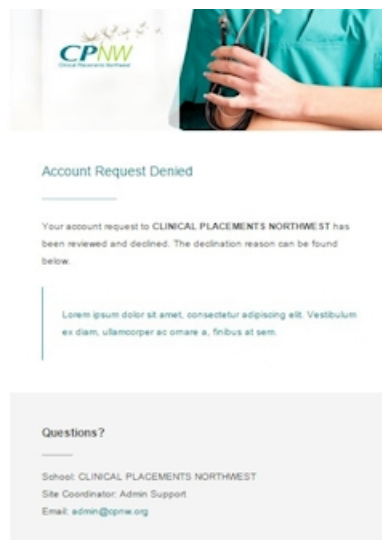 CPNW
Clinical Placements Northwest
Account Request Denied
Your account request to CLINICAL PLACEMENTS NORTHWEST has
been reviewed and declined. The declination reason can be found
below.
Lorem ipsum dolor sit amet, consectetur adipiscing elit. Vestibulum
ex diam, ullamcorper ac ornare a, finibus at sem.
Questions?
School: CLINICAL PLACEMENTS NORTHWEST
Site Coordinator: Admin Support
Email: admin@cpnw.org